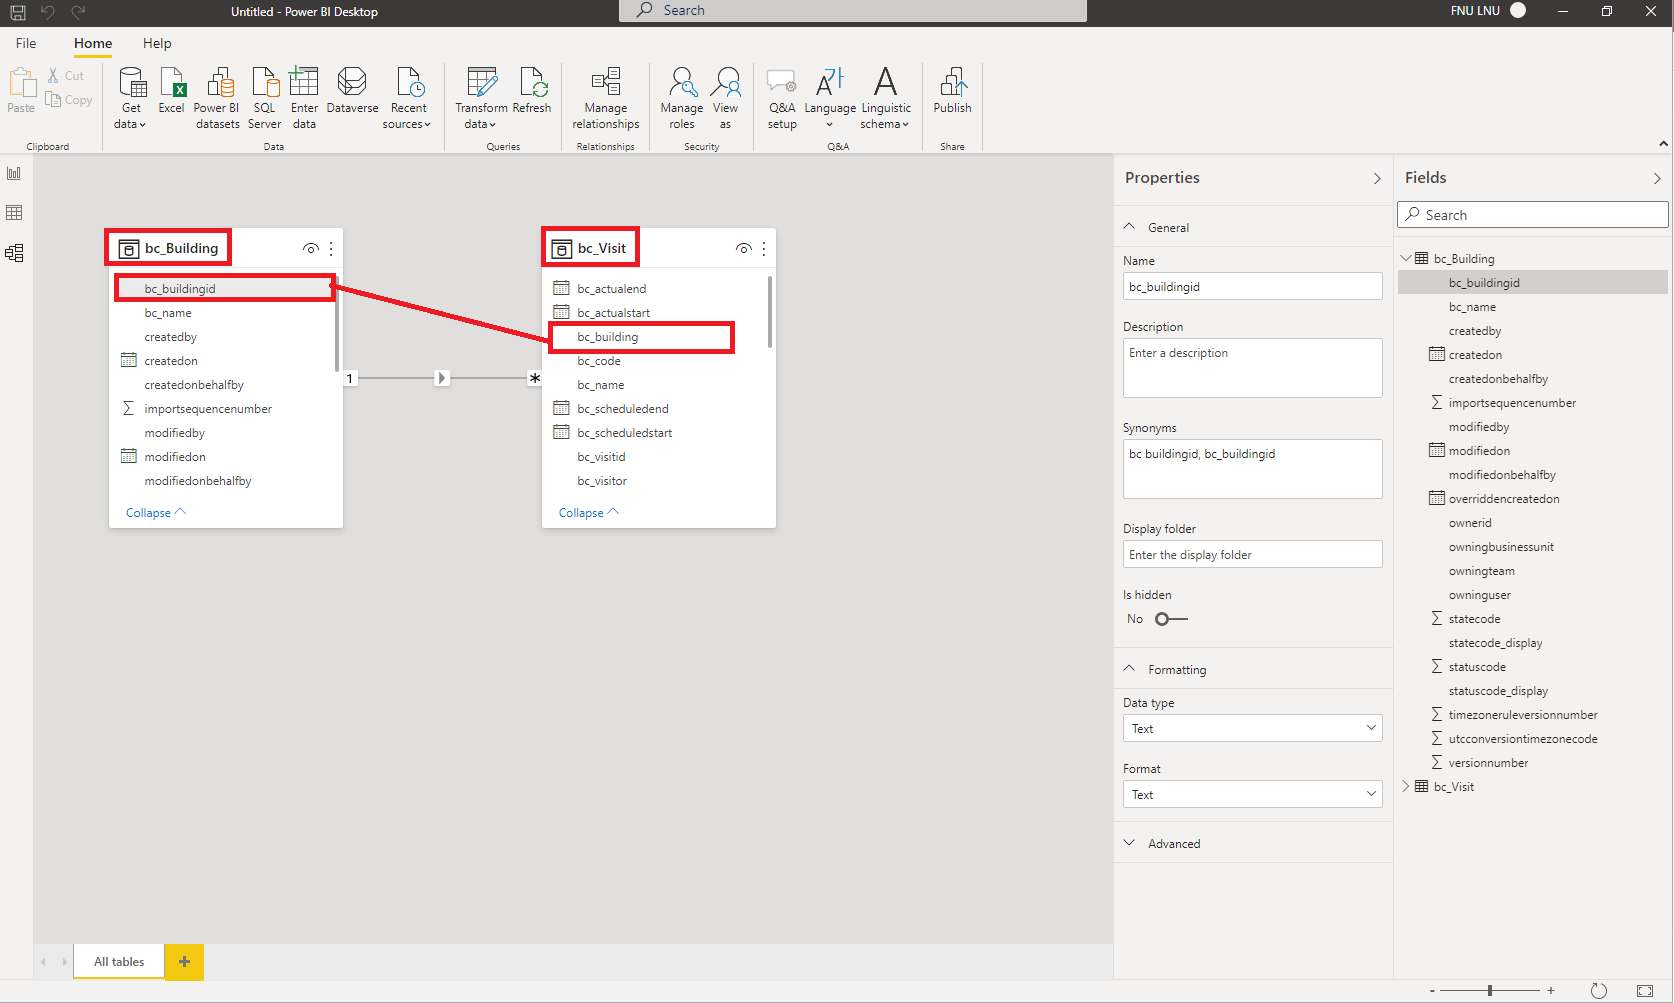 Untitled - Power BI Desktop
Search
FNU LNU
File
Home
Help
Paste
Cut
Copy
Clipboard
Get data
Excel
Power BI datasets
SQL Server
Enter data
Dataverse
Recent sources
Data
Transform data
Refresh
Queries
Manage relationships
Relationships
Manage roles
View as
Security
Q&A setup
Language
Linguistic schema
Q&A
Publish
Share
bc_Building
bc_buildingid
bc_name
createdby
createdon
createdonbehalfby
importsequencenumber
modifiedby
modifiedon
modifiedonbehalfby
Collapse
1
*
bc_Visit
bc_actualend
bc_actualstart
bc_building
bc_code
bc_name
bc_scheduledend
bc_scheduledstart
bc_visitid
bc_visitor
Collapse
Properties
General
Name
bc_buildingid
Description
Enter a description
Synonyms
bc buildingid, bc_buildingid
Display folder
Enter the display folder
Is hidden
No
Formatting
Data type
Text
Format
Text
Advanced
Fields
Search
bc_Building
bc_buildingid
bc_name
createdby
createdon
createdonbehalfby
importsequencenumber
modifiedby
modifiedon
modifiedonbehalfby
overriddencreatedon
ownerid
owningbusinessunit
owningteam
owninguser
statecode
statecode_display
statuscode
statuscode_display
timezoneruleversionnumber
utcconversiontimezonecode
versionnumber
bc_Visit
All tables
+
- +